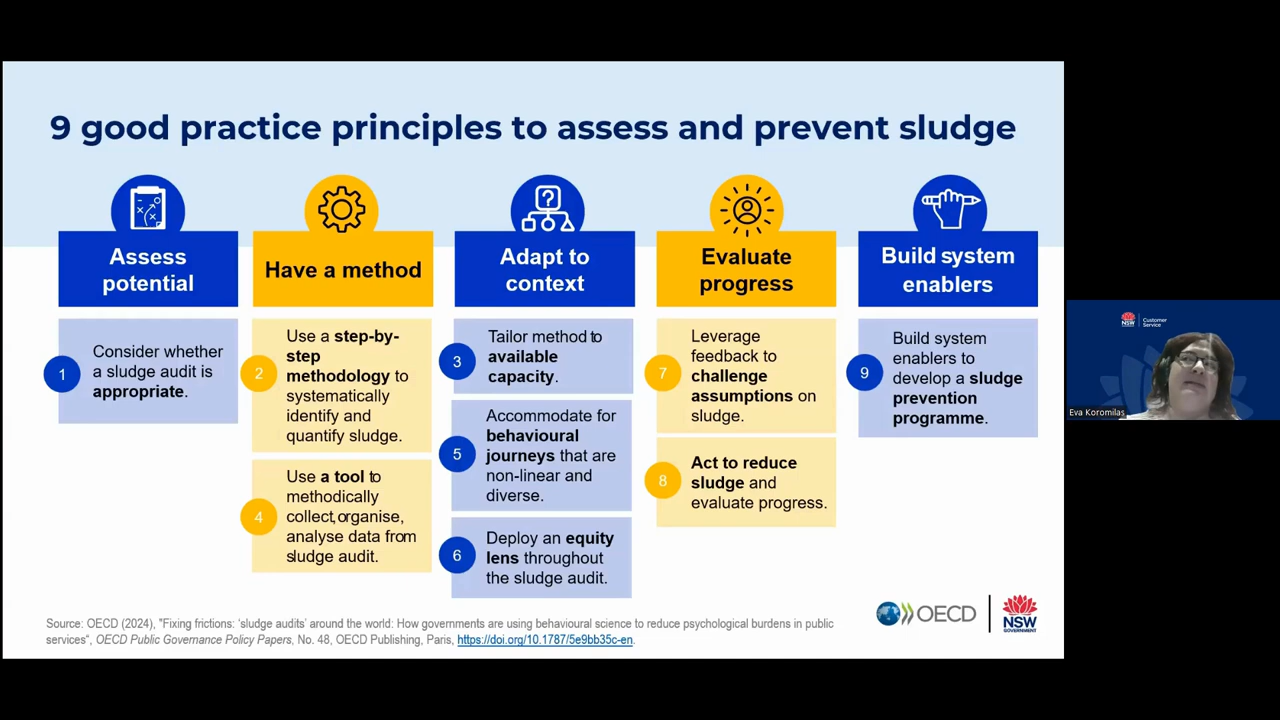 9 good practice principles to assess and prevent sludge
?
Assess
potential
1
Consider whether
a sludge audit is
appropriate.
Have a method
2
Use a step-by-
step
methodology to
systematically
identify and
quantify sludge.
4
Use a tool to
methodically
collect, organise,
analyse data from
sludge audit.
Adapt to
context
3
Tailor method to
available
capacity.
5
Accommodate for
behavioural
journeys that are
non-linear and
diverse.
6
Deploy an equity
lens throughout
the sludge audit.
Evaluate
progress
7
Leverage
feedback to
challenge
assumptions on
sludge.
8
Act to reduce
sludge and
evaluate progress.
Build system
enablers
9
Build system
enablers to
develop a sludge
prevention
programme.
Source: OECD (2024), "Fixing frictions: ‘sludge audits’ around the world: How governments are using behavioural science to reduce psychological burdens in public
services", OECD Public Governance Policy Papers, No. 48, OECD Publishing, Paris, https://doi.org/10.1787/5e9bb35c-en.
OECD
NSW
GOVERNMENT
NSW
Customer
Service
Eva Koromilas